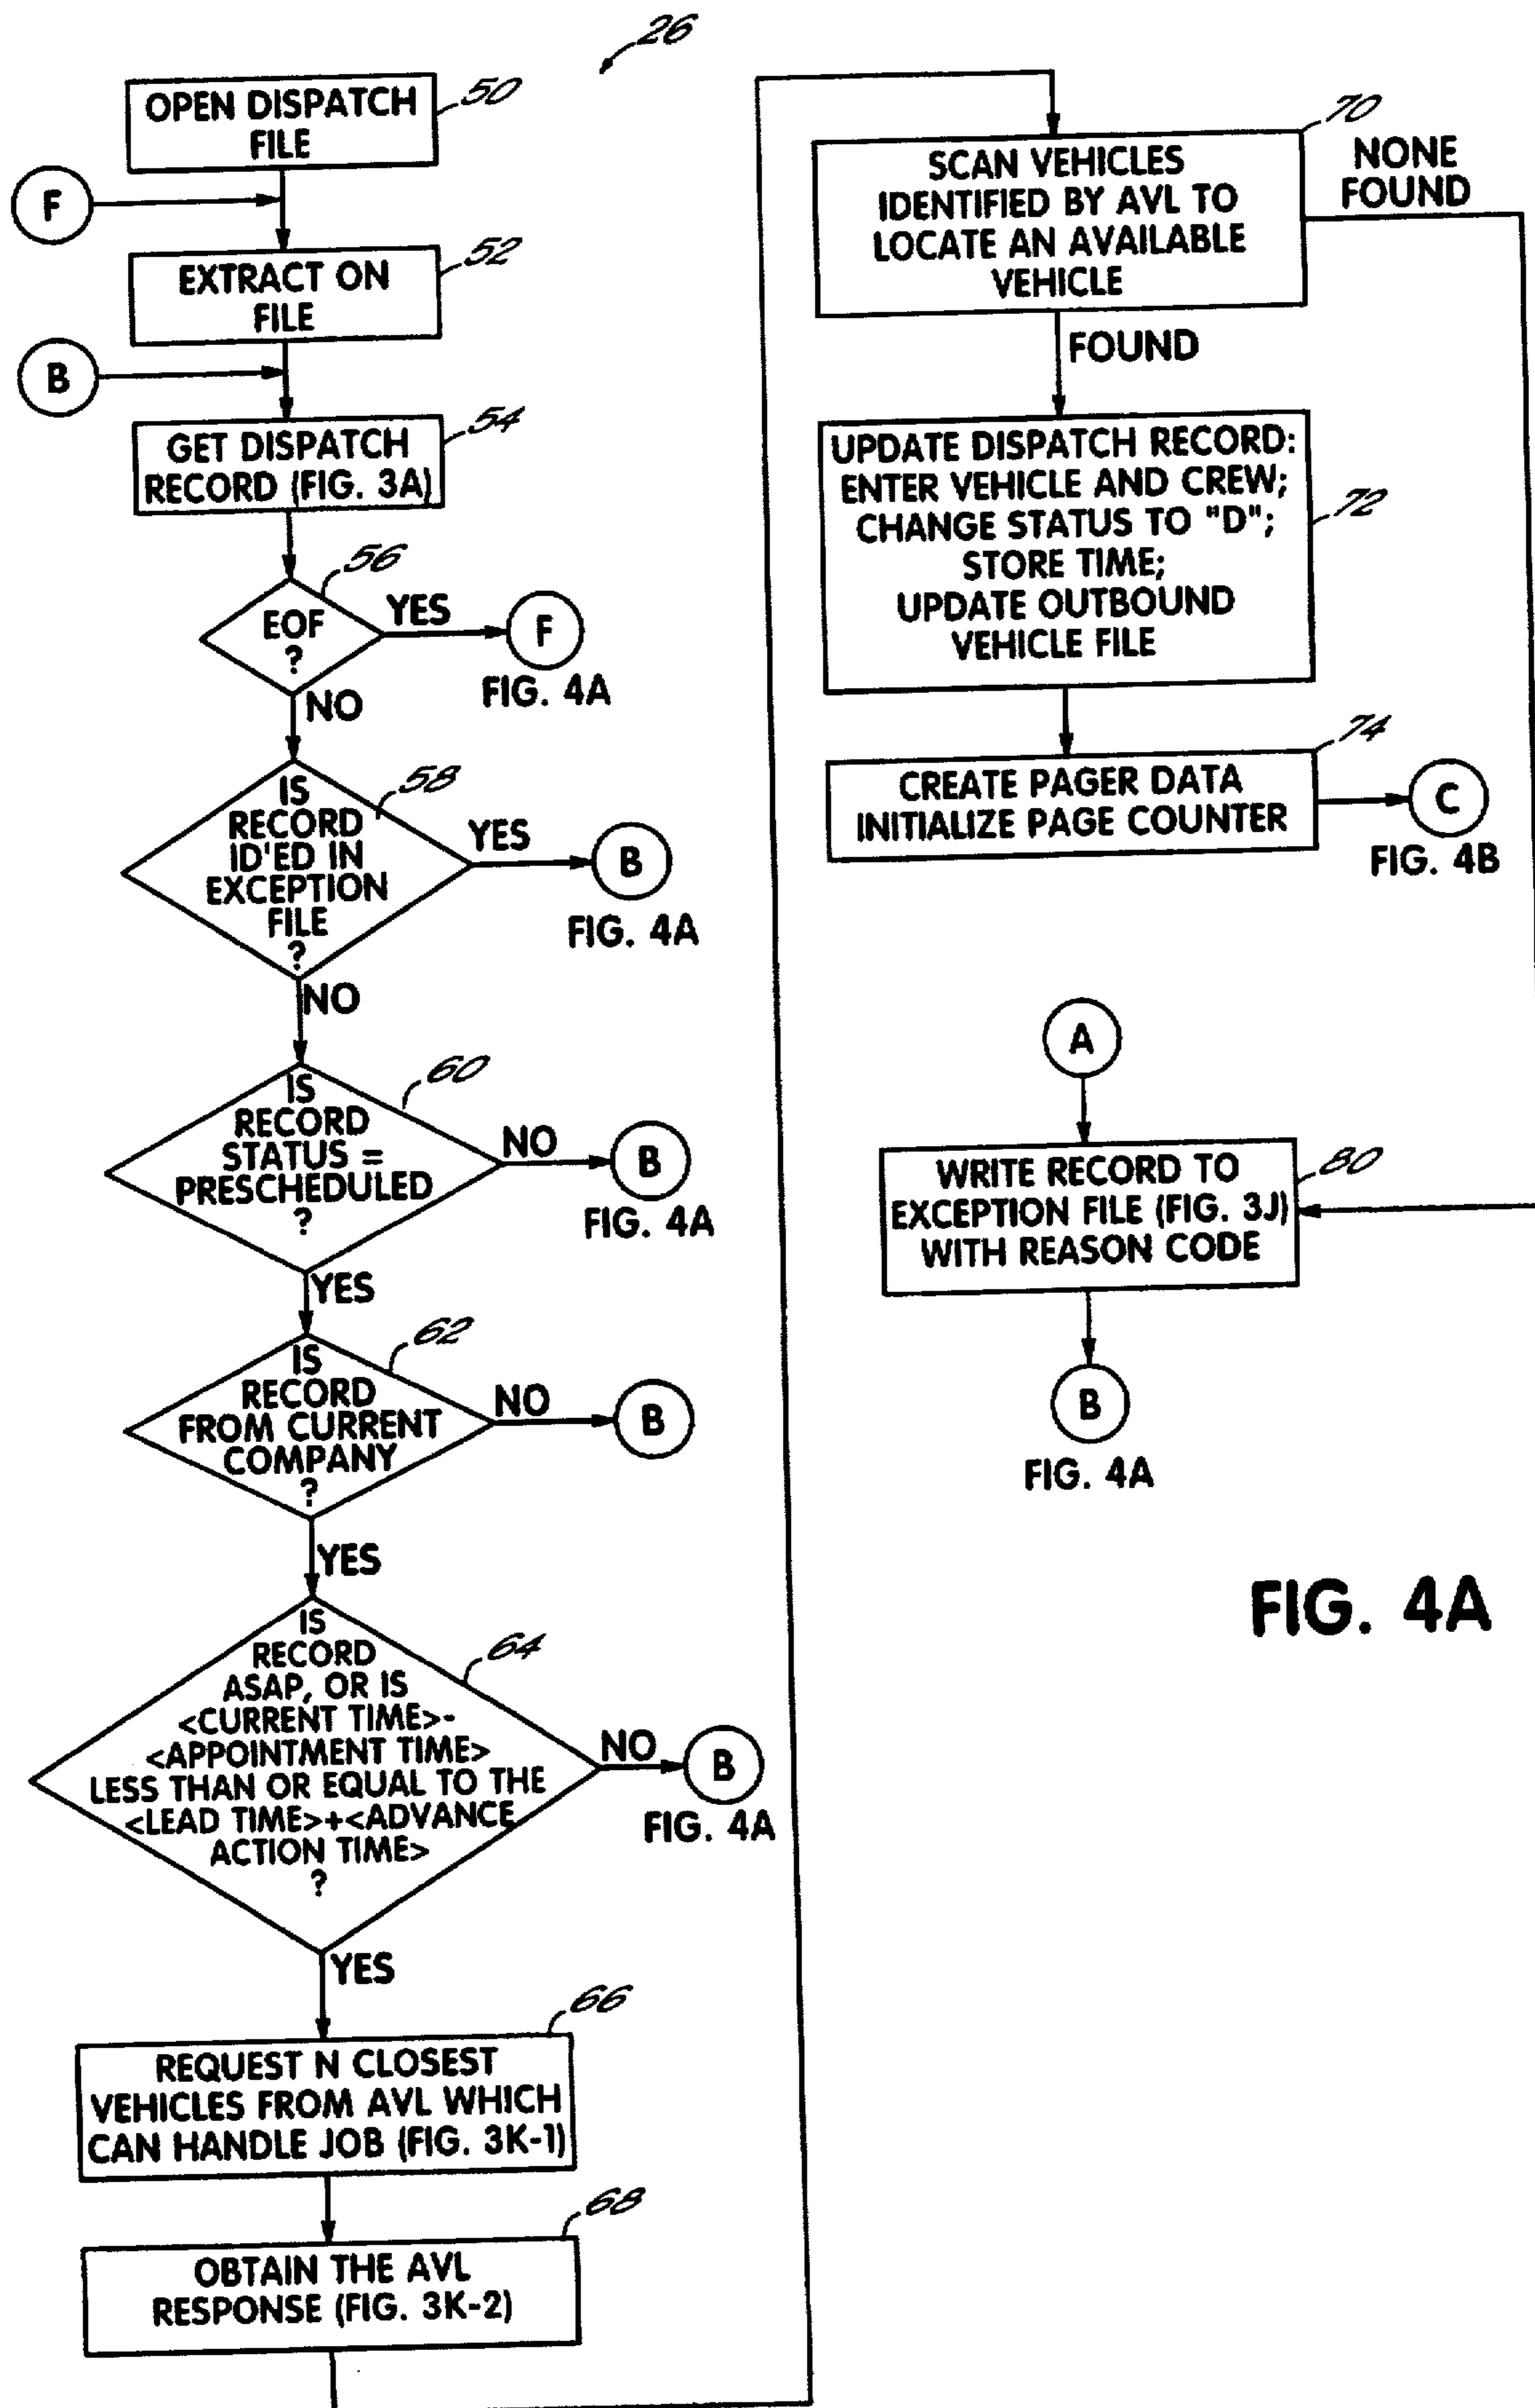 26
OPEN DISPATCH
FILE
50
F
EXTRACT ON
FILE
52
B
GET DISPATCH
RECORD (FIG. 3A)
54
EOF
?
56
YES
F
FIG. 4A
NO
IS
RECORD
ID'ED IN
EXCEPTION
FILE
?
58
YES
B
FIG. 4A
NO
IS
RECORD
STATUS =
PRESCHEDULED
?
60
NO
B
FIG. 4A
YES
IS
RECORD
FROM CURRENT
COMPANY
?
62
NO
B
YES
IS
RECORD
ASAP, OR IS
<CURRENT TIME>-
<APPOINTMENT TIME>
LESS THAN OR EQUAL TO THE
<LEAD TIME>+<ADVANCE
ACTION TIME>
?
64
NO
B
FIG. 4A
YES
REQUEST N CLOSEST
VEHICLES FROM AVL WHICH
CAN HANDLE JOB (FIG. 3K-1)
66
OBTAIN THE AVL
RESPONSE (FIG. 3K-2)
68
SCAN VEHICLES
IDENTIFIED BY AVL TO
LOCATE AN AVAILABLE
VEHICLE
70
NONE
FOUND
FOUND
UPDATE DISPATCH RECORD:
ENTER VEHICLE AND CREW;
CHANGE STATUS TO "D";
STORE TIME;
UPDATE OUTBOUND
VEHICLE FILE
72
CREATE PAGER DATA
INITIALIZE PAGE COUNTER
74
C
FIG. 4B
A
WRITE RECORD TO
EXCEPTION FILE (FIG. 3J)
WITH REASON CODE
80
B
FIG. 4A
FIG. 4A